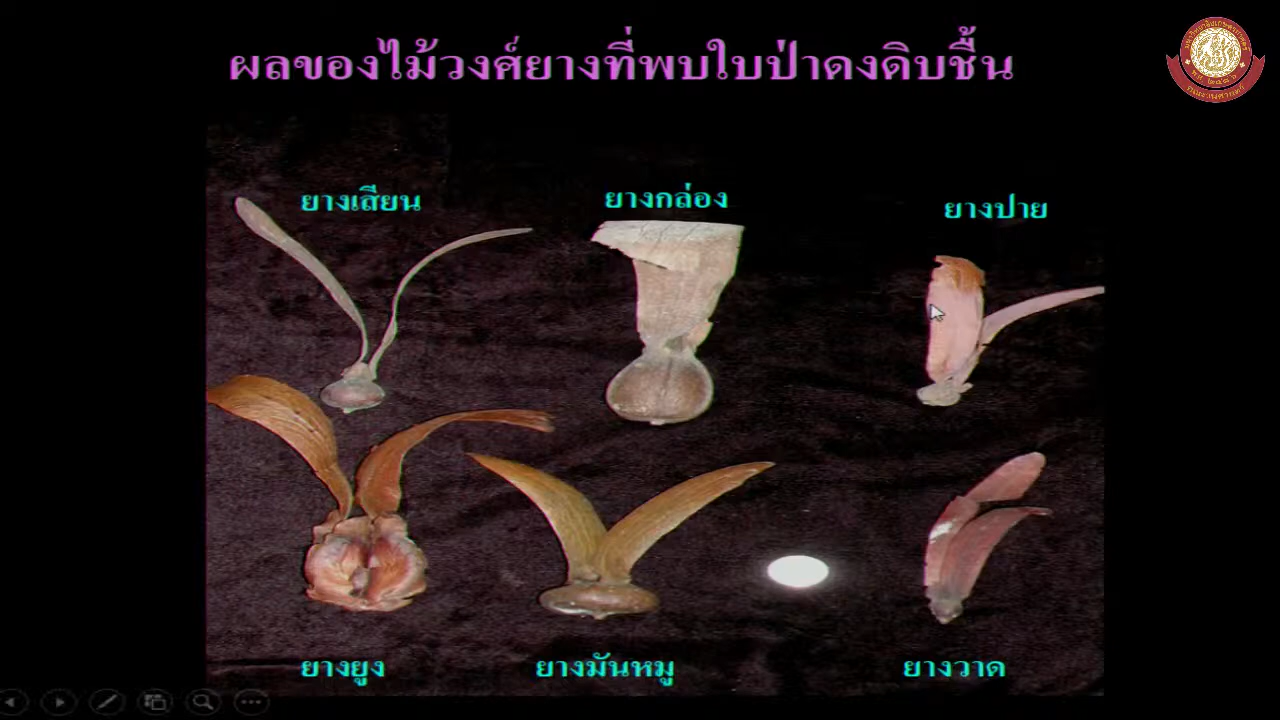 ผลของไม้วงศ์ยางที่พบใบป่าดงดิบชื้น
ยางเสียน
ยางกล่อง
ยางปาย
ยางยูง
ยางมันหมู
ยางวาด